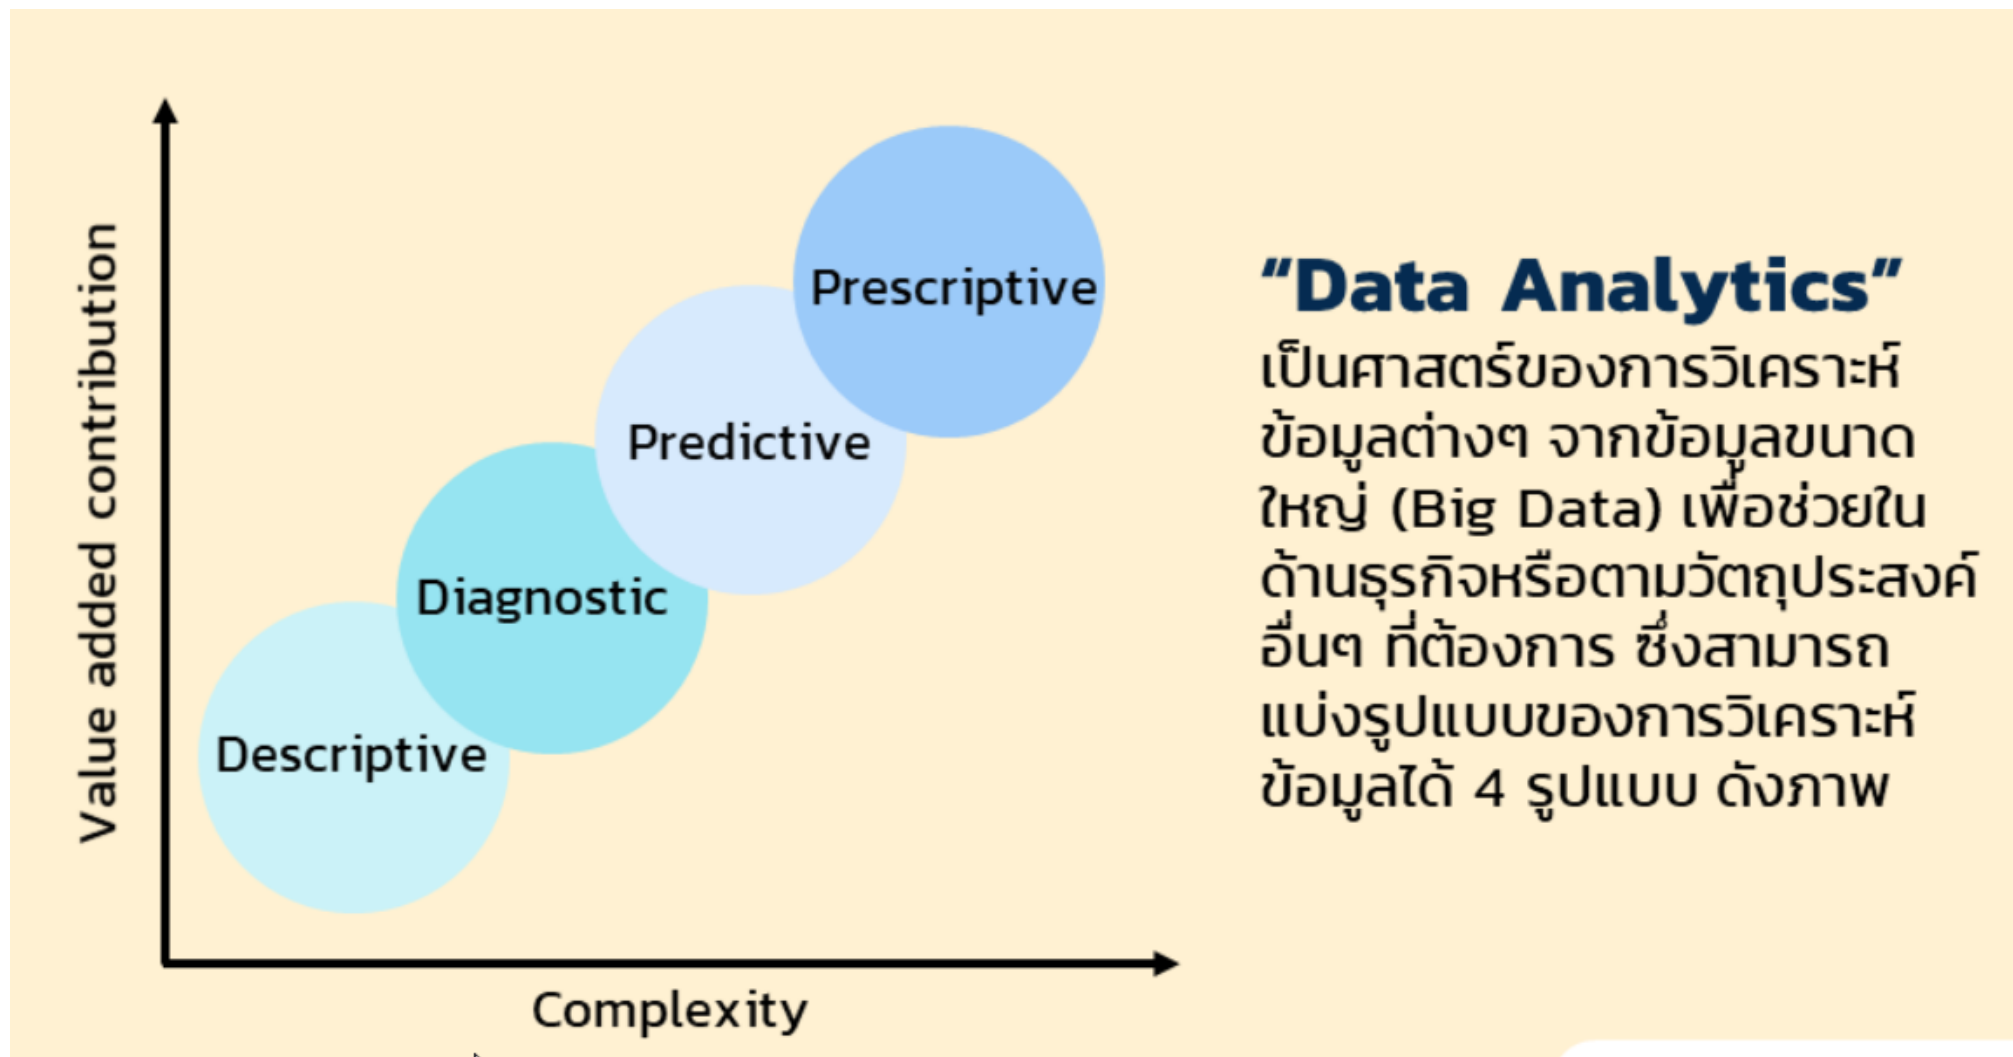 Value added contribution
Prescriptive
Predictive
Diagnostic
Descriptive
Complexity
“Data Analytics”
เป็นศาสตร์ของการวิเคราะห์
ข้อมูลต่างๆ จากข้อมูลขนาด
ใหญ่ (Big Data) เพื่อช่วยใน
ด้านธุรกิจหรือตามวัตถุประสงค์
อื่นๆ ที่ต้องการ ซึ่งสามารถ
แบ่งรูปแบบของการวิเคราะห์
ข้อมูลได้ 4 รูปแบบ ดังภาพ